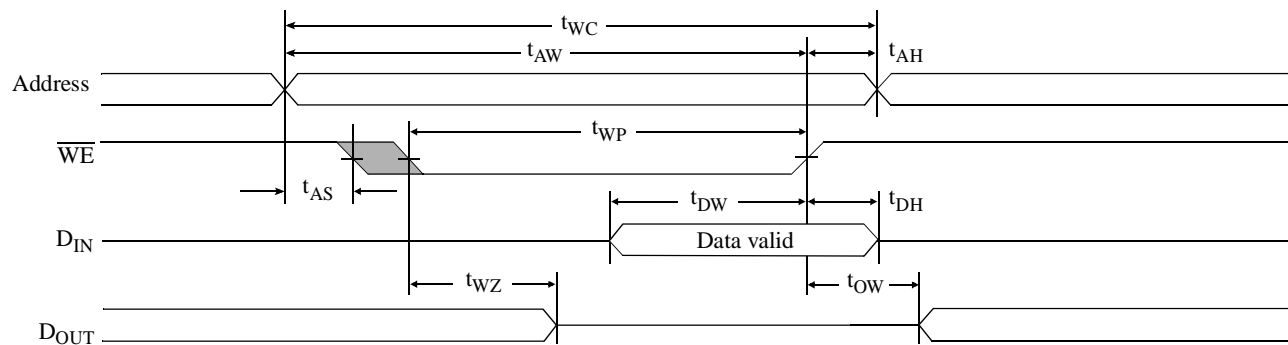 tWC
tAW
tAH
Address
tWP
WE
tAS
tDW
tDH
DIN
Data valid
tWZ
tOW
DOUT